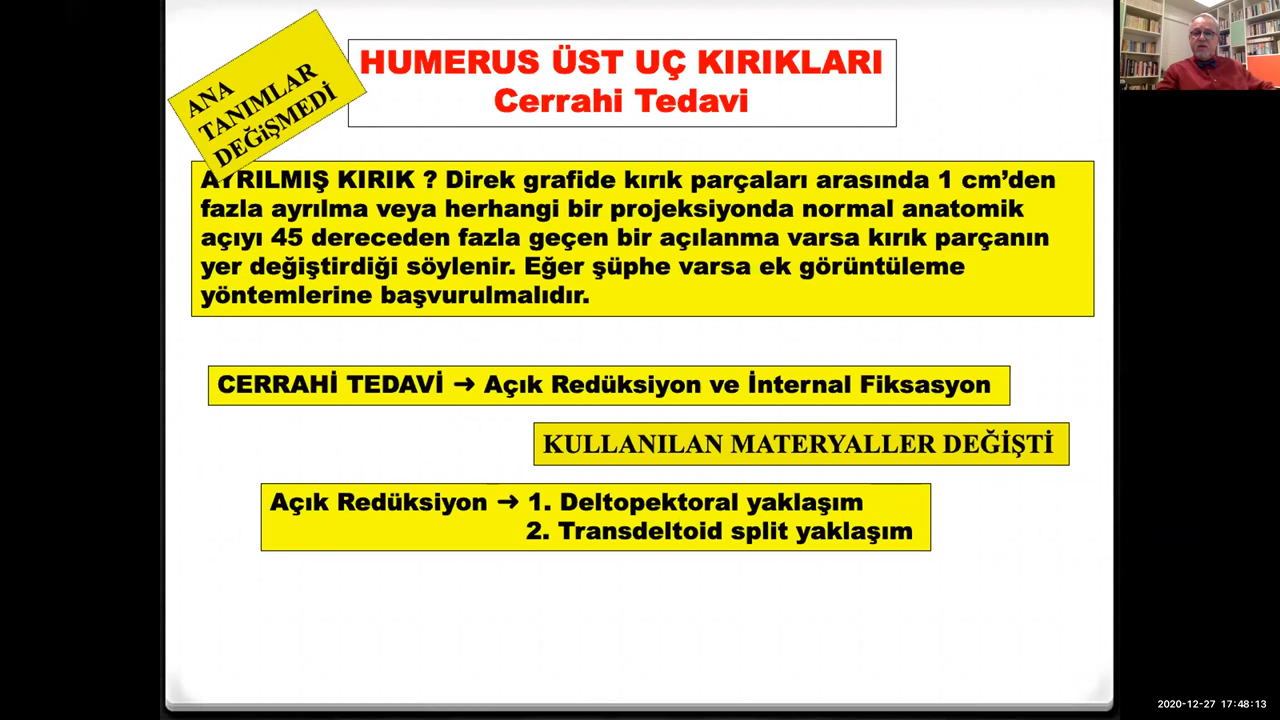 ANA
TANIMLAR
DEĞiŞMEDİ
HUMERUS ÜST UÇ KIRIKLARI
Cerrahi Tedavi
AYRILMIŞ KIRIK ? Direk grafide kırık parçaları arasında 1 cm’den
fazla ayrılma veya herhangi bir projeksiyonda normal anatomik
açıyı 45 dereceden fazla geçen bir açılanma varsa kırık parçanın
yer değiştirdiği söylenir. Eğer şüphe varsa ek görüntüleme
yöntemlerine başvurulmalıdır.
CERRAHİ TEDAVİ → Açık Redüksiyon ve İnternal Fiksasyon
KULLANILAN MATERYALLER DEĞİŞTİ
Açık Redüksiyon → 1. Deltopektoral yaklaşım
2. Transdeltoid split yaklaşım
2020-12-27 17:48:13